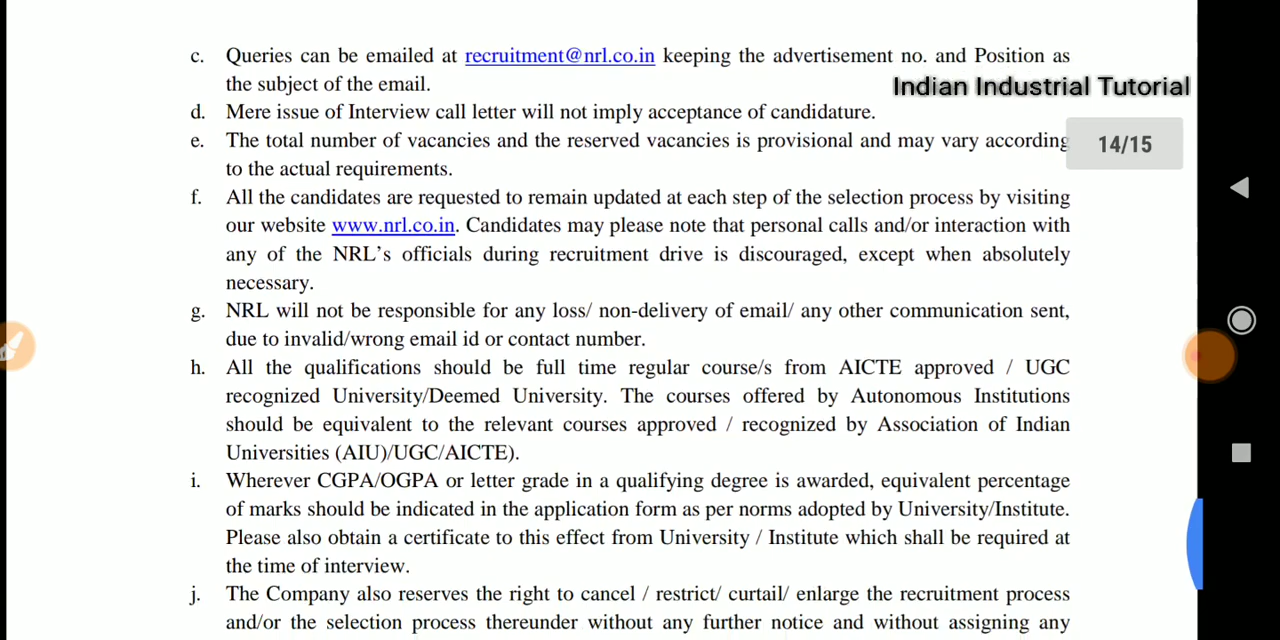 c. Queries can be emailed at recruitment@nrl.co.in keeping the advertisement no. and Position as
the subject of the email.
Indian Industrial Tutorial
d. Mere issue of Interview call letter will not imply acceptance of candidature.
e. The total number of vacancies and the reserved vacancies is provisional and may vary according
14/15
to the actual requirements.
f. All the candidates are requested to remain updated at each step of the selection process by visiting
our website www.nrl.co.in. Candidates may please note that personal calls and/or interaction with
any of the NRL’s officials during recruitment drive is discouraged, except when absolutely
necessary.
g. NRL will not be responsible for any loss/ non-delivery of email/ any other communication sent,
due to invalid/wrong email id or contact number.
h. All the qualifications should be full time regular course/s from AICTE approved / UGC
recognized University/Deemed University. The courses offered by Autonomous Institutions
should be equivalent to the relevant courses approved / recognized by Association of Indian
Universities (AIU)/UGC/AICTE).
i. Wherever CGPA/OGPA or letter grade in a qualifying degree is awarded, equivalent percentage
of marks should be indicated in the application form as per norms adopted by University/Institute.
Please also obtain a certificate to this effect from University / Institute which shall be required at
the time of interview.
j. The Company also reserves the right to cancel / restrict/ curtail/ enlarge the recruitment process
and/or the selection process thereunder without any further notice and without assigning any